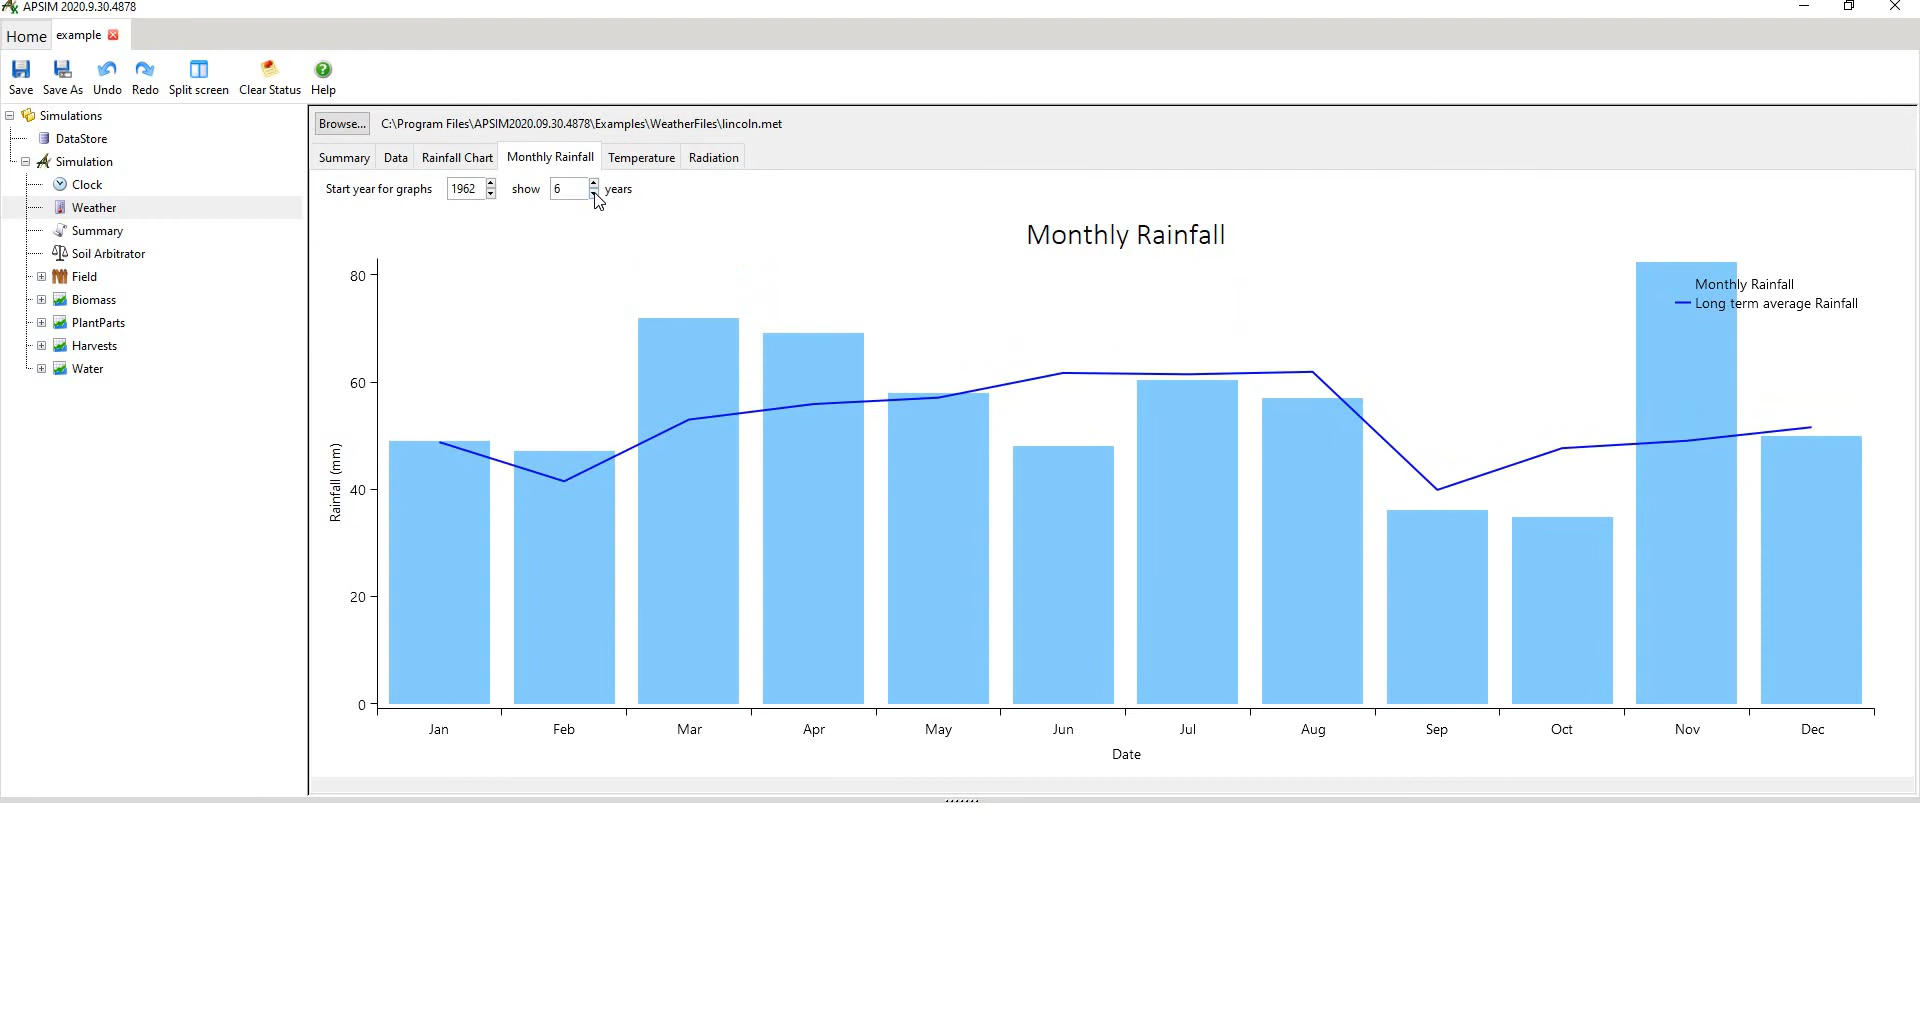 APSIM 2020.9.30.4878
Home example
Save Save As Undo Redo Split screen Clear Status Help
Simulations
DataStore
Simulation
Clock
Weather
Summary
Soil Arbitrator
Field
Biomass
PlantParts
Harvests
Water
Browse... C:\Program Files\APSIM2020.09.30.4878\Examples\WeatherFiles\lincoln.met
Summary Data Rainfall Chart Monthly Rainfall Temperature Radiation
Start year for graphs 1962 show 6 years
Monthly Rainfall
Monthly Rainfall
Long term average Rainfall
80
60
40
20
0
Rainfall (mm)
Jan Feb Mar Apr May Jun Jul Aug Sep Oct Nov Dec
Date